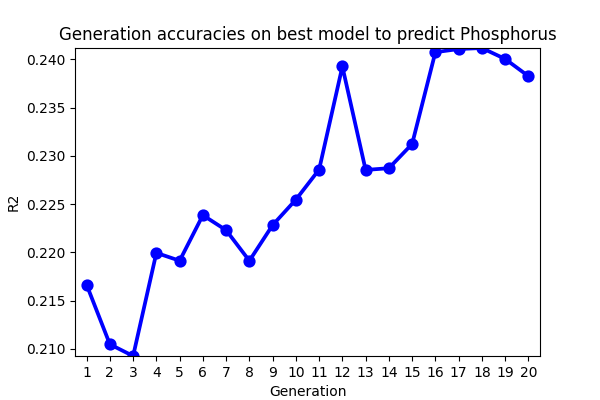 Generation accuracies on best model to predict Phosphorus
0.240
0.235
0.230
0.225
0.220
0.215
0.210
R2
1 2 3 4 5 6 7 8 9 10 11 12 13 14 15 16 17 18 19 20
Generation